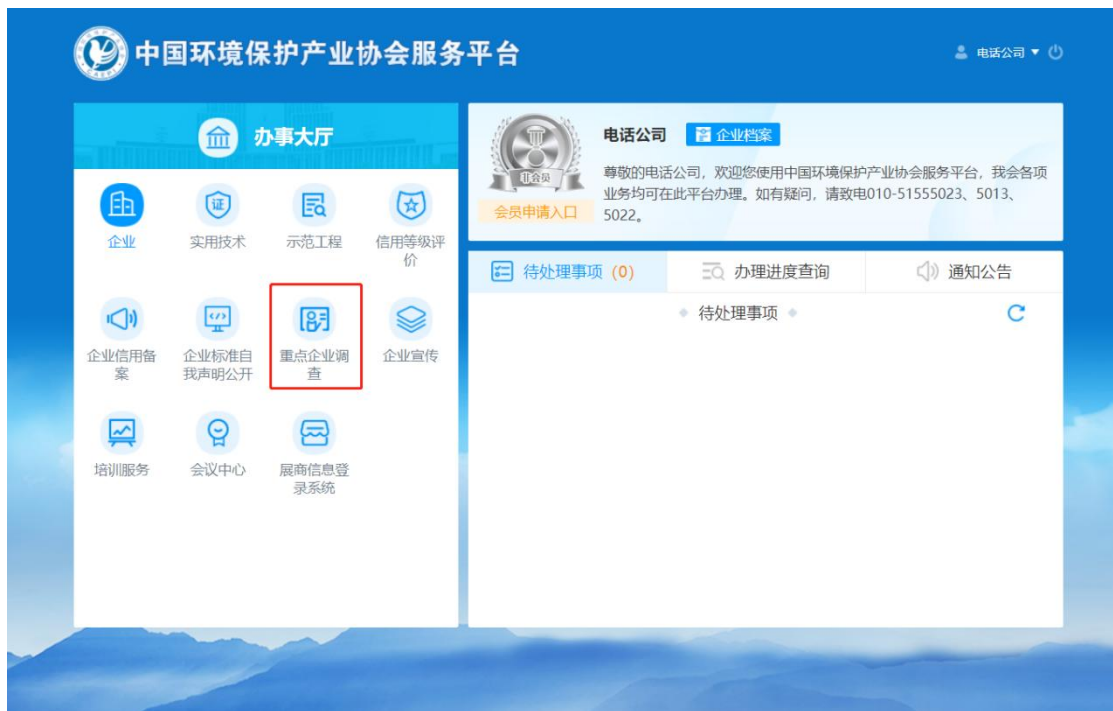 中国环境保护产业协会服务平台
电话公司
办事大厅
企业
实用技术
示范工程
信用等级评
价
企业信用备
案
企业标准自
我声明公开
重点企业调
查
企业宣传
培训服务
会议中心
展商信息登
录系统
非会员
会员申请入口
电话公司
企业档案
尊敬的电话公司，欢迎您使用中国环境保护产业协会服务平台，我会各项
业务均可在此平台办理。如有疑问，请致电010-51555023、5013、
5022。
待处理事项 (0)
办理进度查询
通知公告
待处理事项